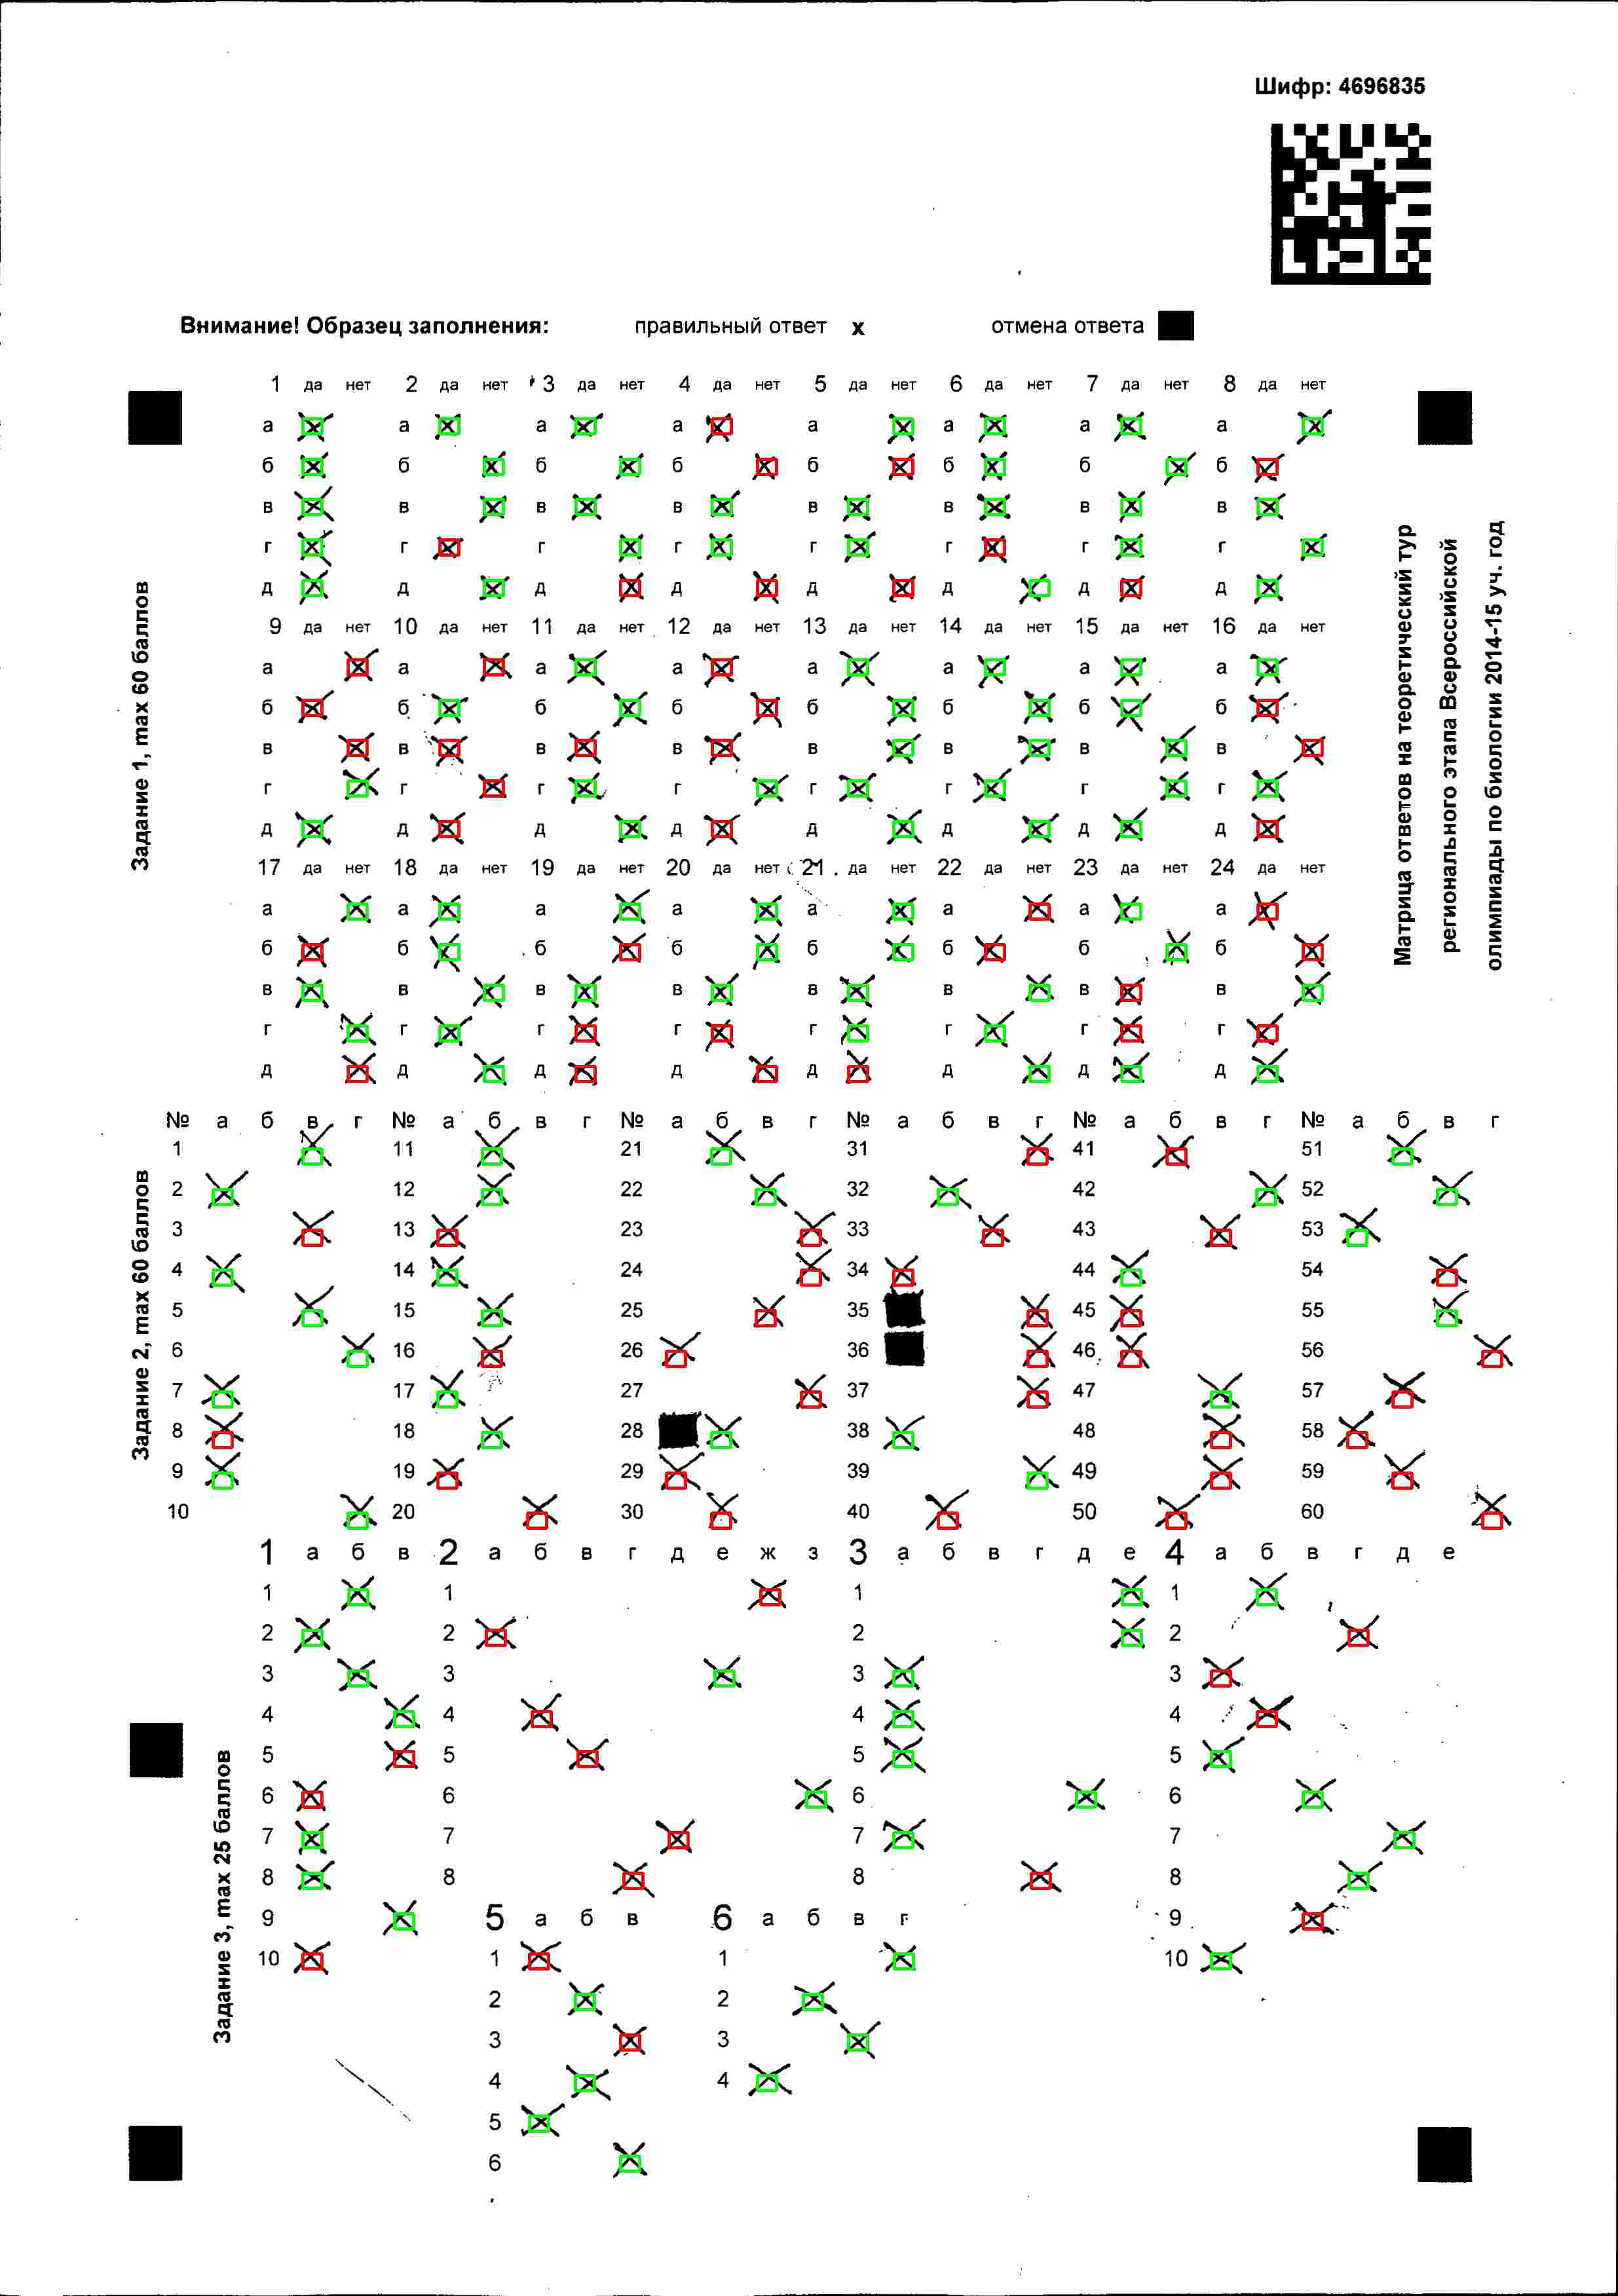 Шифр: 4696835
Внимание! Образец заполнения: правильный ответ x отмена ответа
1 да нет 2 да нет 3 да нет 4 да нет 5 да нет 6 да нет 7 да нет 8 да нет
а а а а а а а а
б б б б б б б б
в в в в в в в в
г г г г г г г г
д д д д д д д д
9 да нет 10 да нет 11 да нет 12 да нет 13 да нет 14 да нет 15 да нет 16 да нет
а а а а а а а а
б б б б б б б б
в в в в в в в в
г г г г г г г г
д д д д д д д д
17 да нет 18 да нет 19 да нет 20 да нет 21 да нет 22 да нет 23 да нет 24 да нет
а а а а а а а а
б б б б б б б б
в в в в в в в в
г г г г г г г г
д д д д д д д д
Задание 1, max 60 баллов
Матрица ответов на теоретический тур
регионального этапа Всероссийской
олимпиады по биологии 2014-15 уч. год
№ а б в г № а б в г № а б в г № а б в г № а б в г № а б в г
1 11 21 31 41 51
2 12 22 32 42 52
3 13 23 33 43 53
4 14 24 34 44 54
5 15 25 35 45 55
6 16 26 36 46 56
7 17 27 37 47 57
8 18 28 38 48 58
9 19 29 39 49 59
10 20 30 40 50 60
Задание 2, max 60 баллов
1 а б в 2 а б в г д е ж з 3 а б в г д е 4 а б в г д е
1 1 1 1
2 2 2 2
3 3 3 3
4 4 4 4
5 5 5 5
6 6 6 6
7 7 7 7
8 8 8 8
9 5 а б в 6 а б в г 9
10 1 1 10
2 2
3 3
4 4
5
6
Задание 3, max 25 баллов